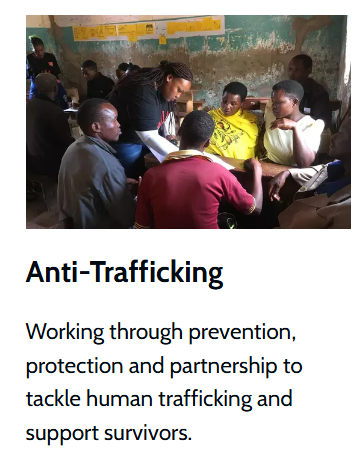 Anti-Trafficking
Working through prevention,
protection and partnership to
tackle human trafficking and
support survivors.